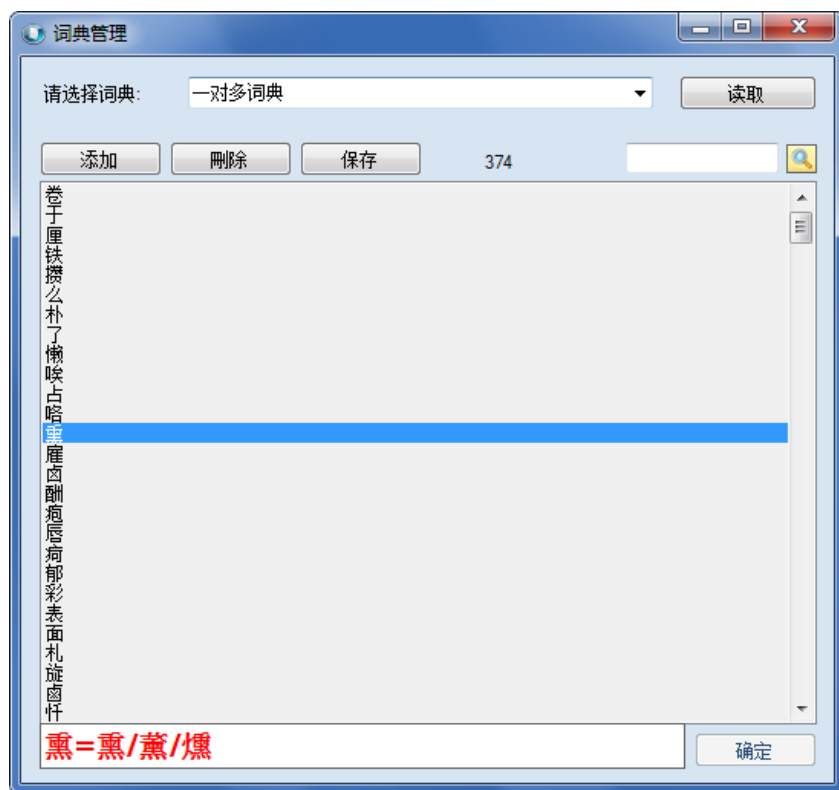 词典管理
请选择词典: 一对多词典 读取
添加 刪除 保存 374
卷
于
厘
铁
攒
么
朴
了
懒
唉
占
咯
熏
雇
卤
酬
疱
唇
疴
郁
彩
表
面
札
旋
卤
忏
熏=熏/薰/燻 确定